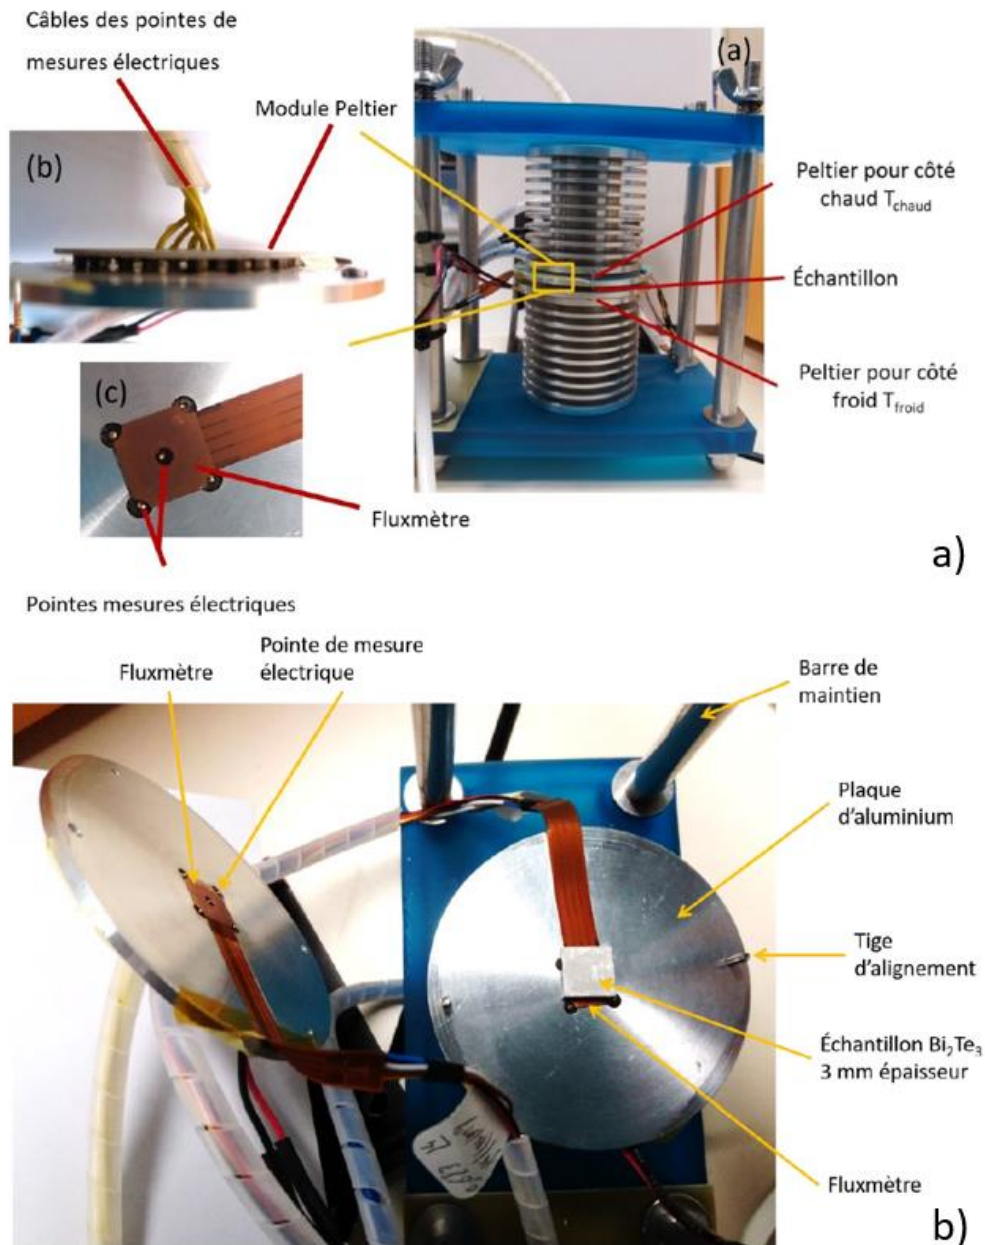 Câbles des pointes de
mesures électriques
Module Peltier
(a)
(b)
Peltier pour côté
chaud T_chaud
Échantillon
Peltier pour côté
froid T_froid
(c)
Fluxmètre
Pointes mesures électriques
a)
Fluxmètre
Pointe de mesure
électrique
Barre de
maintien
Plaque
d'aluminium
Tige
d'alignement
Échantillon Bi₂Te₃
3 mm épaisseur
Fluxmètre
b)